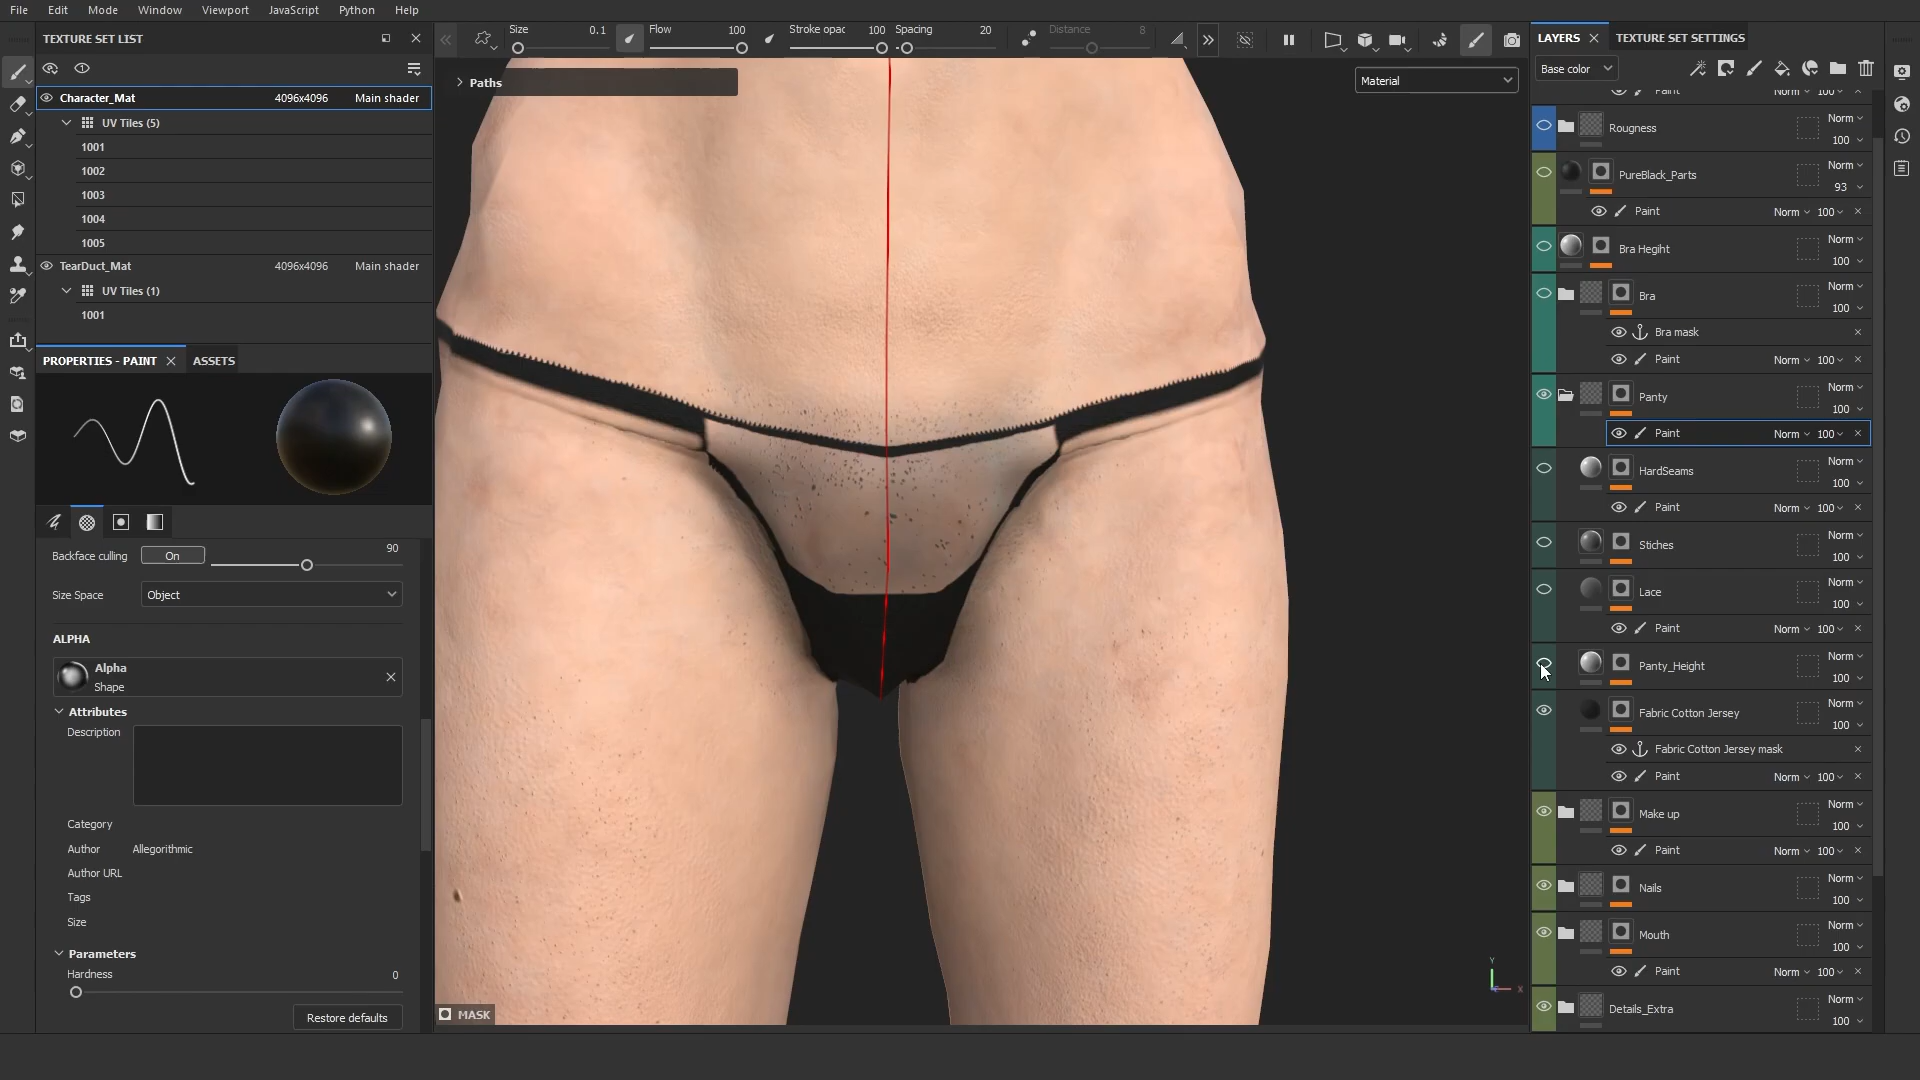 File Edit Mode Window Viewport JavaScript Python Help
TEXTURE SET LIST
Character_Mat 4096x4096 Main shader
UV Tiles (5)
1001
1002
1003
1004
1005
TearDuct_Mat 4096x4096 Main shader
UV Tiles (1)
1001
PROPERTIES - PAINT ASSETS
Backface culling On 90
Size Space Object
ALPHA
Alpha
Shape
Attributes
Description
Category
Author Allegorithmic
Author URL
Tags
Size
Parameters
Hardness 0
Restore defaults
Size 0.1 Flow 100 Stroke opac 100 Spacing 20 Distance 8
Paths
Material
MASK
Y
X
LAYERS TEXTURE SET SETTINGS
Base color
Paint Norm 100
Rougness Norm 100
PureBlack_Parts Norm 93
Paint Norm 100
Bra Hegiht Norm 100
Bra Norm 100
Bra mask
Paint Norm 100
Panty Norm 100
Paint Norm 100
HardSeams Norm 100
Paint Norm 100
Stiches Norm 100
Lace Norm 100
Paint Norm 100
Panty_Height Norm 100
Fabric Cotton Jersey Norm 100
Fabric Cotton Jersey mask
Paint Norm 100
Make up Norm 100
Paint Norm 100
Nails Norm 100
Mouth Norm 100
Paint Norm 100
Details_Extra Norm 100